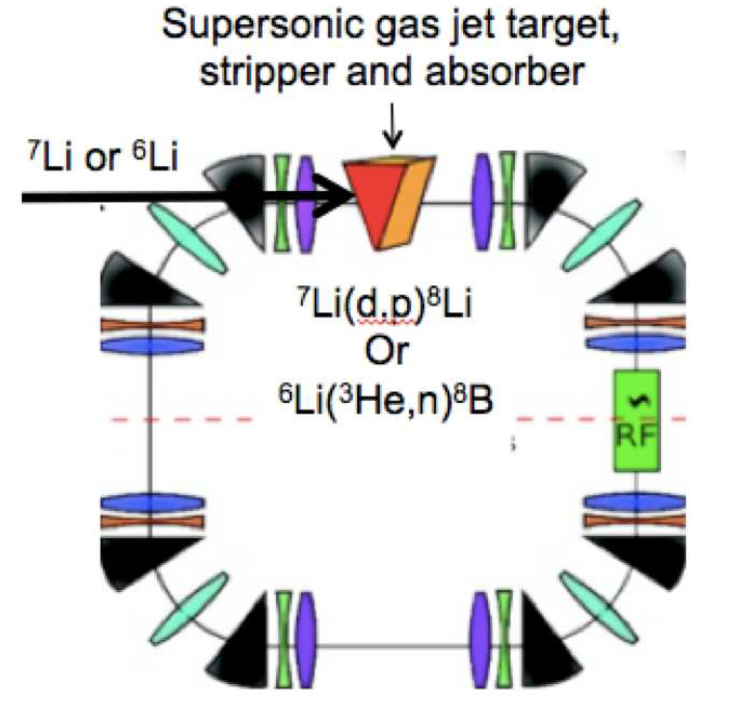 Supersonic gas jet target,
stripper and absorber
⁷Li or ⁶Li
⁷Li(d.p)⁸Li
Or
⁶Li(³He,n)⁸B
RF